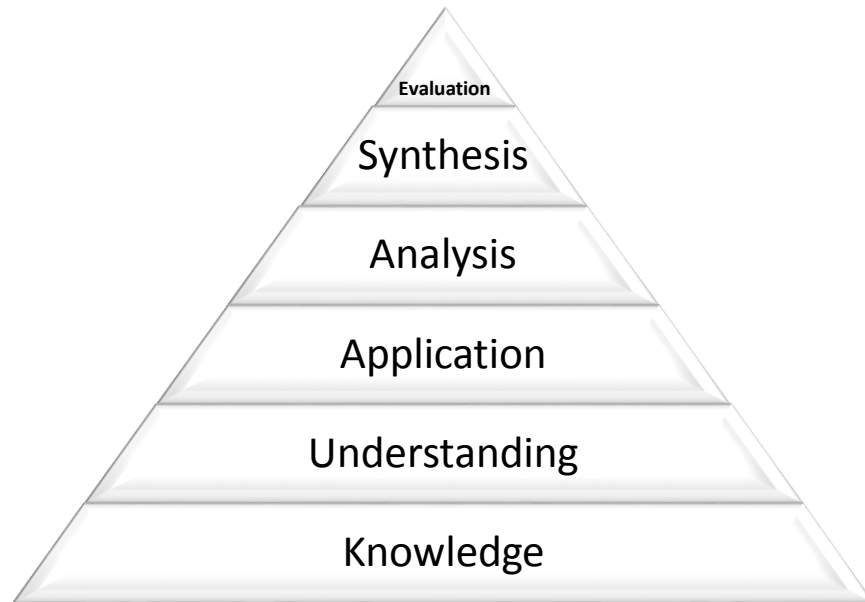 Evaluation
Synthesis
Analysis
Application
Understanding
Knowledge